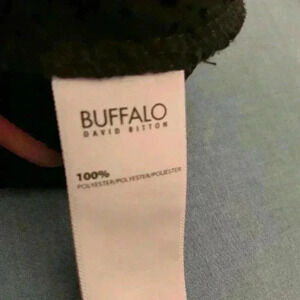 BUFFALO
DAVID BITTON
100%
POLYESTER/POLYESTER/POLIESTER